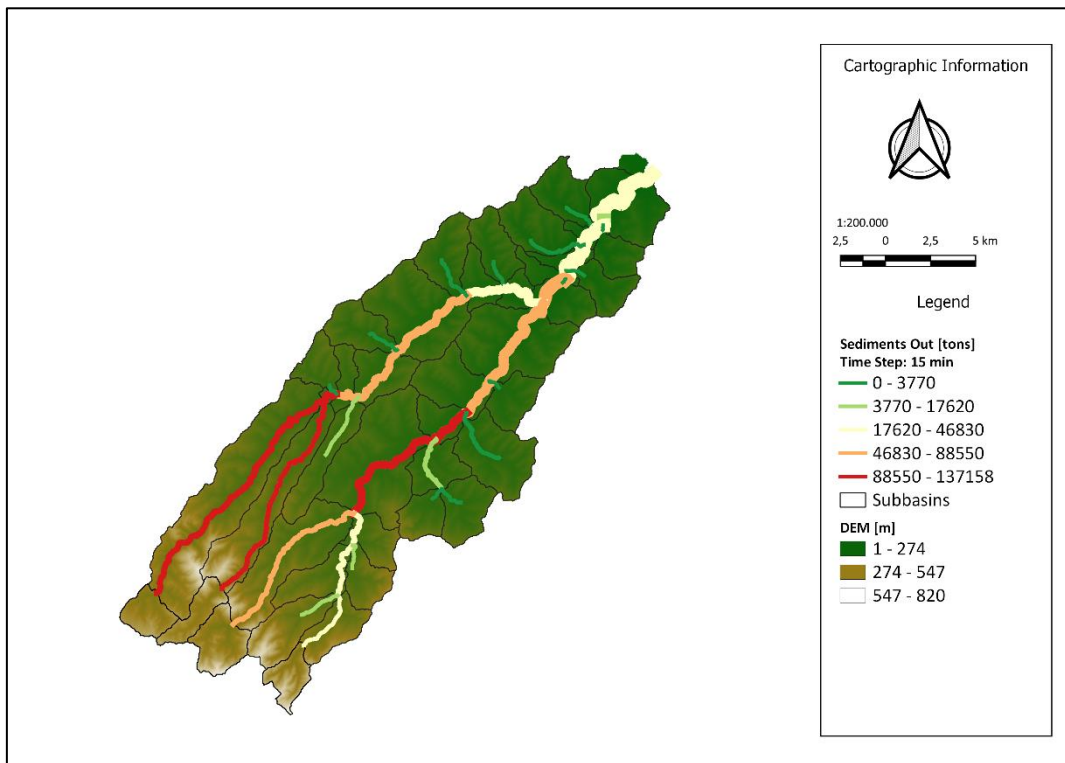 Cartographic Information
1:200.000
2,5 0 2,5 5 km
Legend
Sediments Out [tons]
Time Step: 15 min
0 - 3770
3770 - 17620
17620 - 46830
46830 - 88550
88550 - 137158
Subbasins
DEM [m]
1 - 274
274 - 547
547 - 820